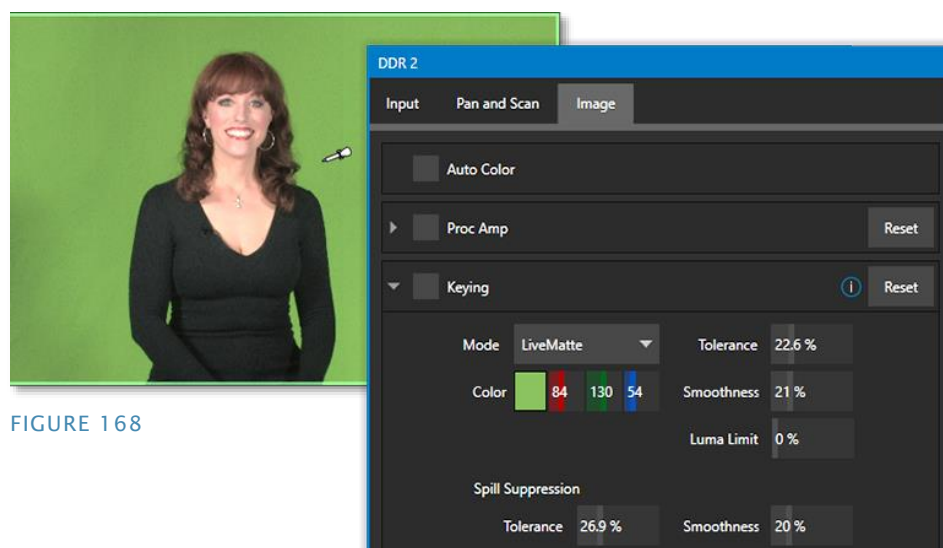 DDR 2
Input Pan and Scan Image
Auto Color
Proc Amp Reset
Keying i Reset
Mode LiveMatte Tolerance 22.6 %
Color 84 130 54 Smoothness 21 %
Luma Limit 0 %
Spill Suppression
Tolerance 26.9 % Smoothness 20 %
FIGURE 168